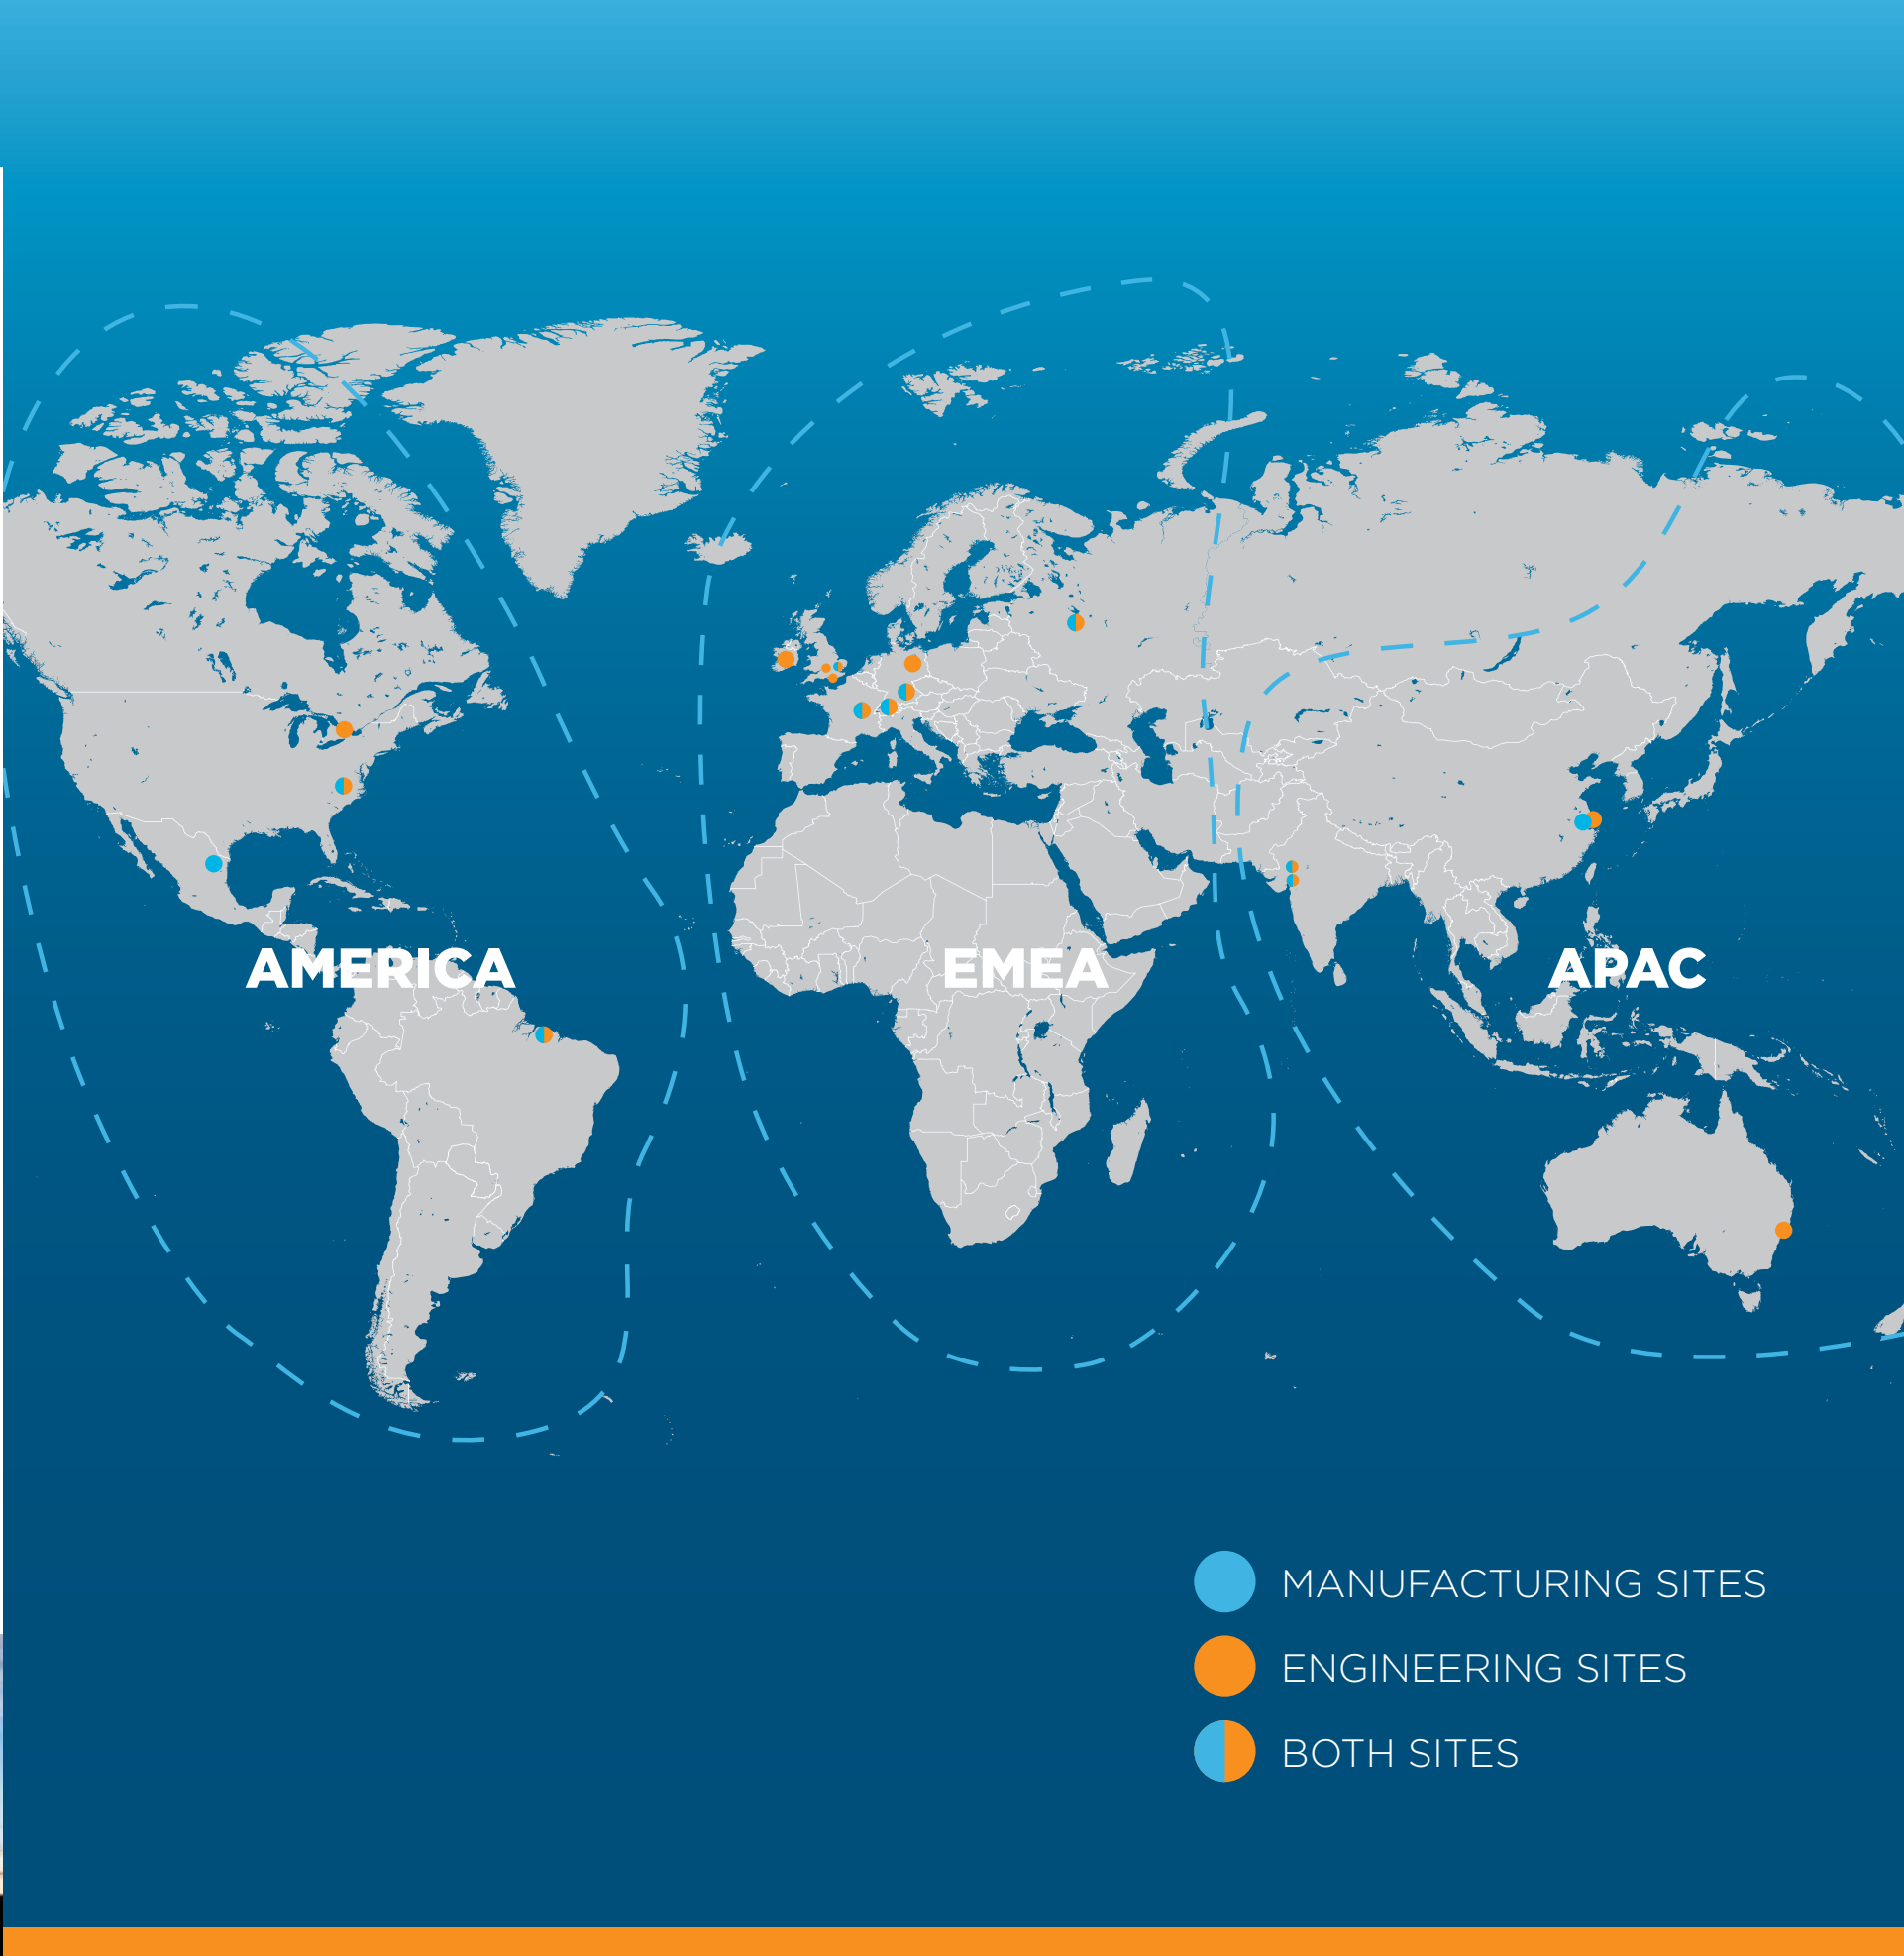 AMERICA
EMEA
APAC
MANUFACTURING SITES
ENGINEERING SITES
BOTH SITES